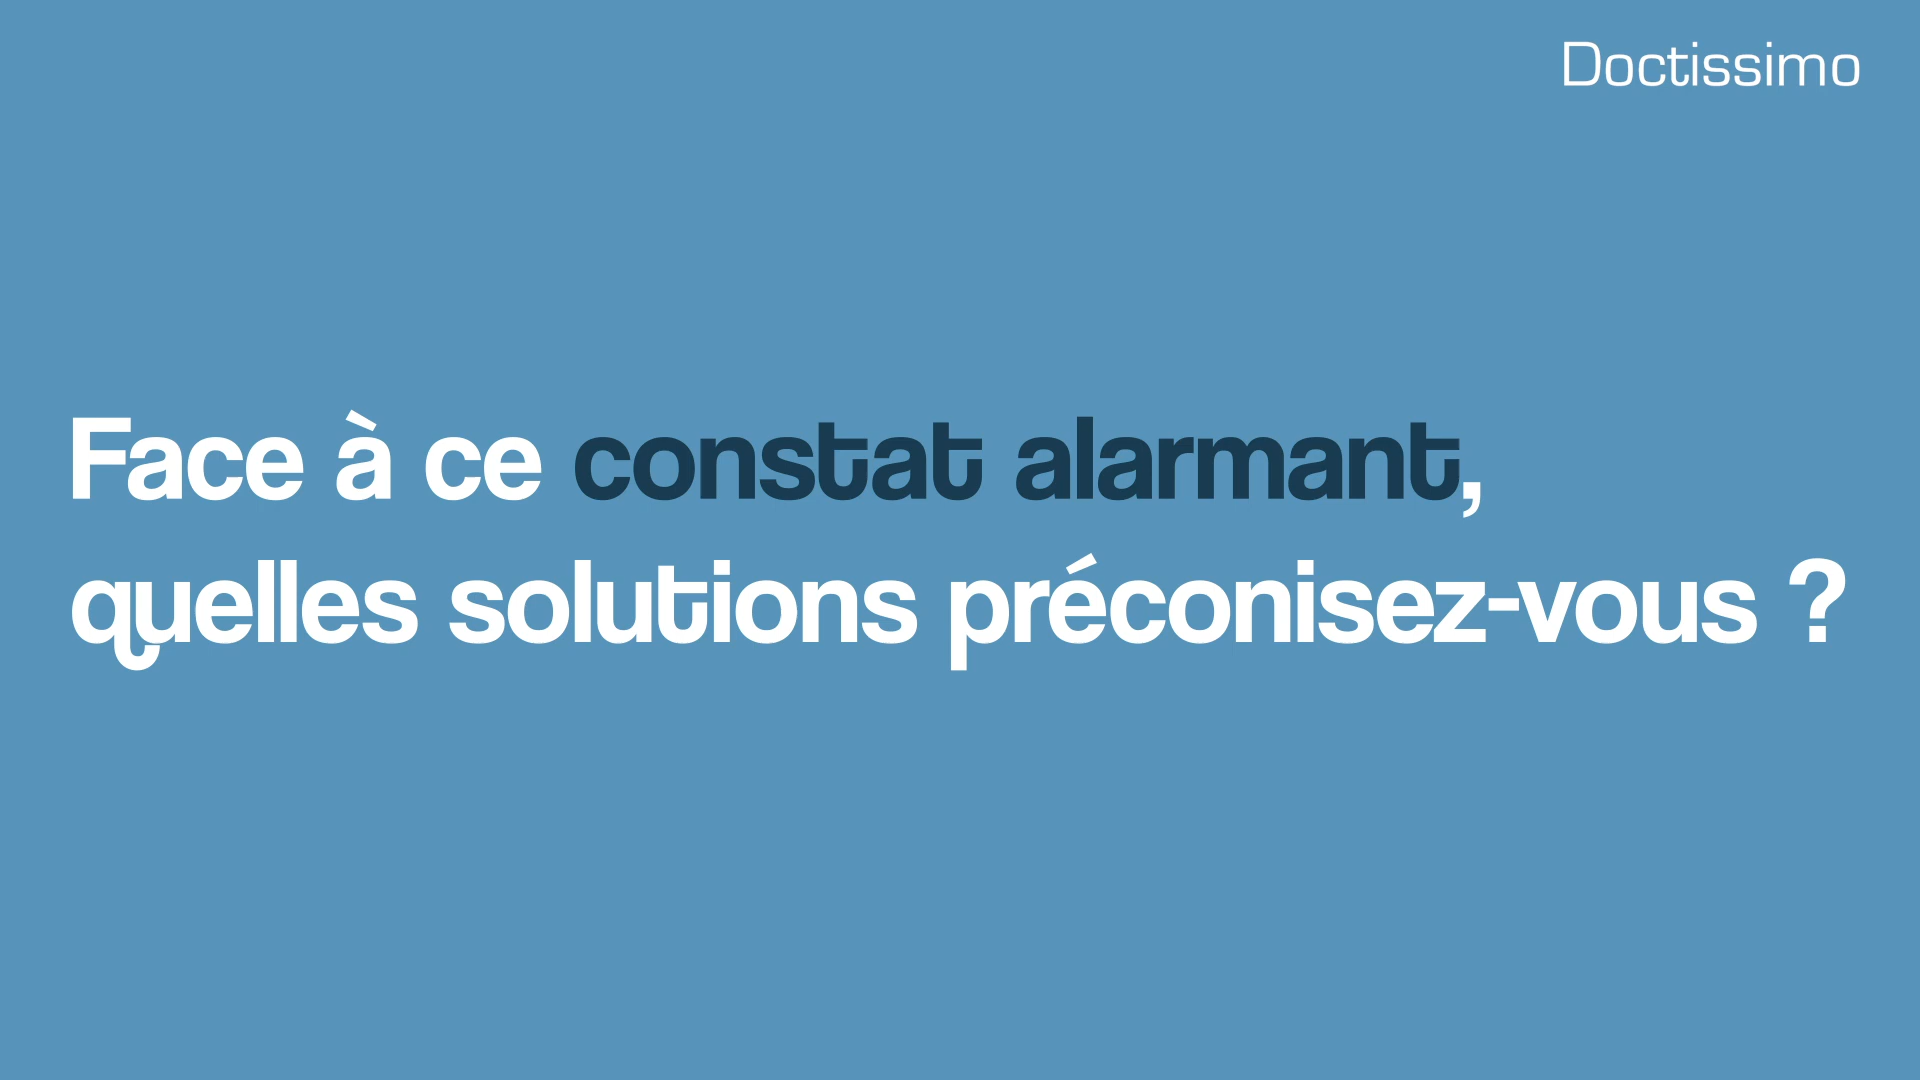 Doctissimo
Face à ce constat alarmant,
quelles solutions préconisez-vous ?